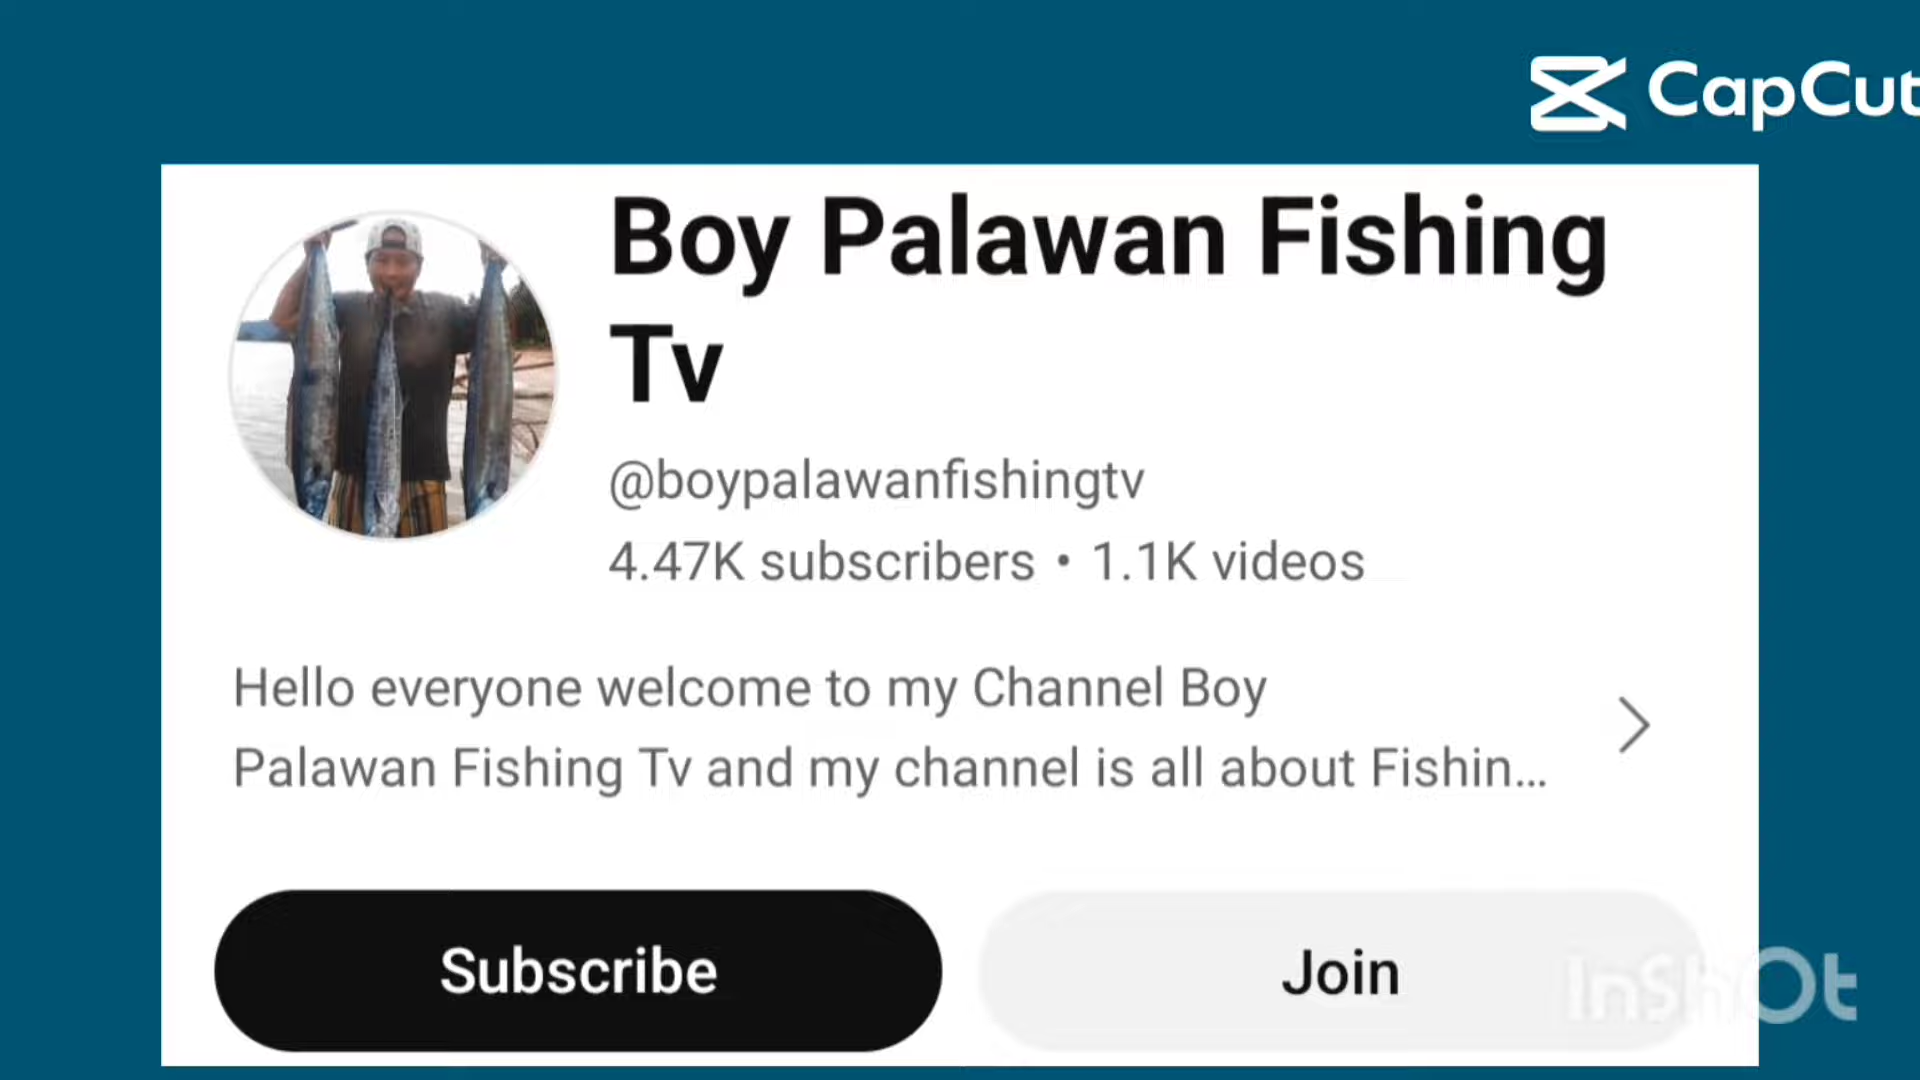 CapCut
Boy Palawan Fishing
Tv
@boypalawanfishingtv
4.47K subscribers • 1.1K videos
Hello everyone welcome to my Channel Boy
Palawan Fishing Tv and my channel is all about Fishin...
Subscribe
Join
InShOt